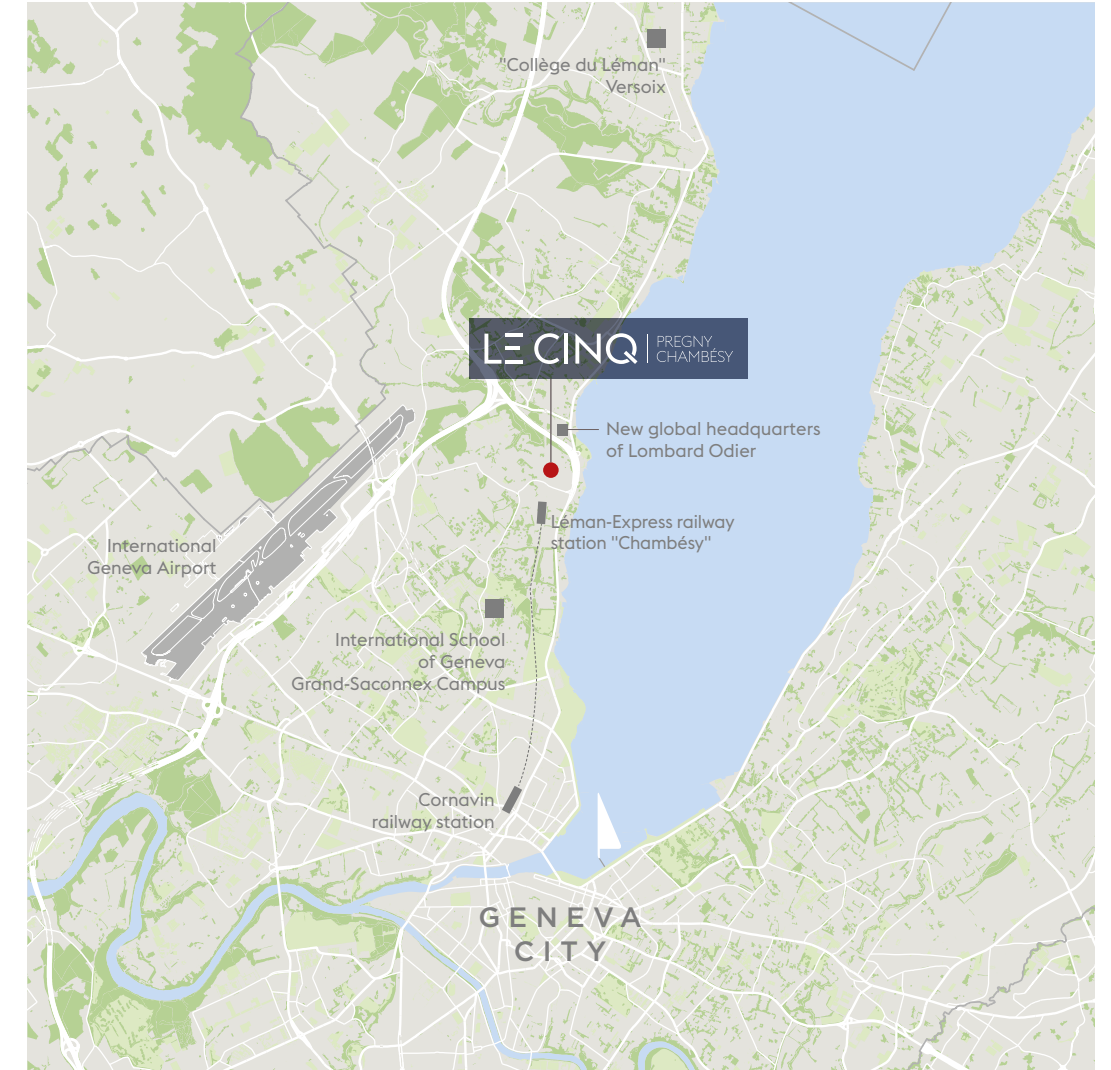 "Collège du Léman"
Versoix
LE CINQ
PREGNY
CHAMBÉSY
New global headquarters
of Lombard Odier
Léman-Express railway
station "Chambésy"
International
Geneva Airport
International School
of Geneva
Grand-Saconnex Campus
Cornavin
railway station
GENEVA
CITY